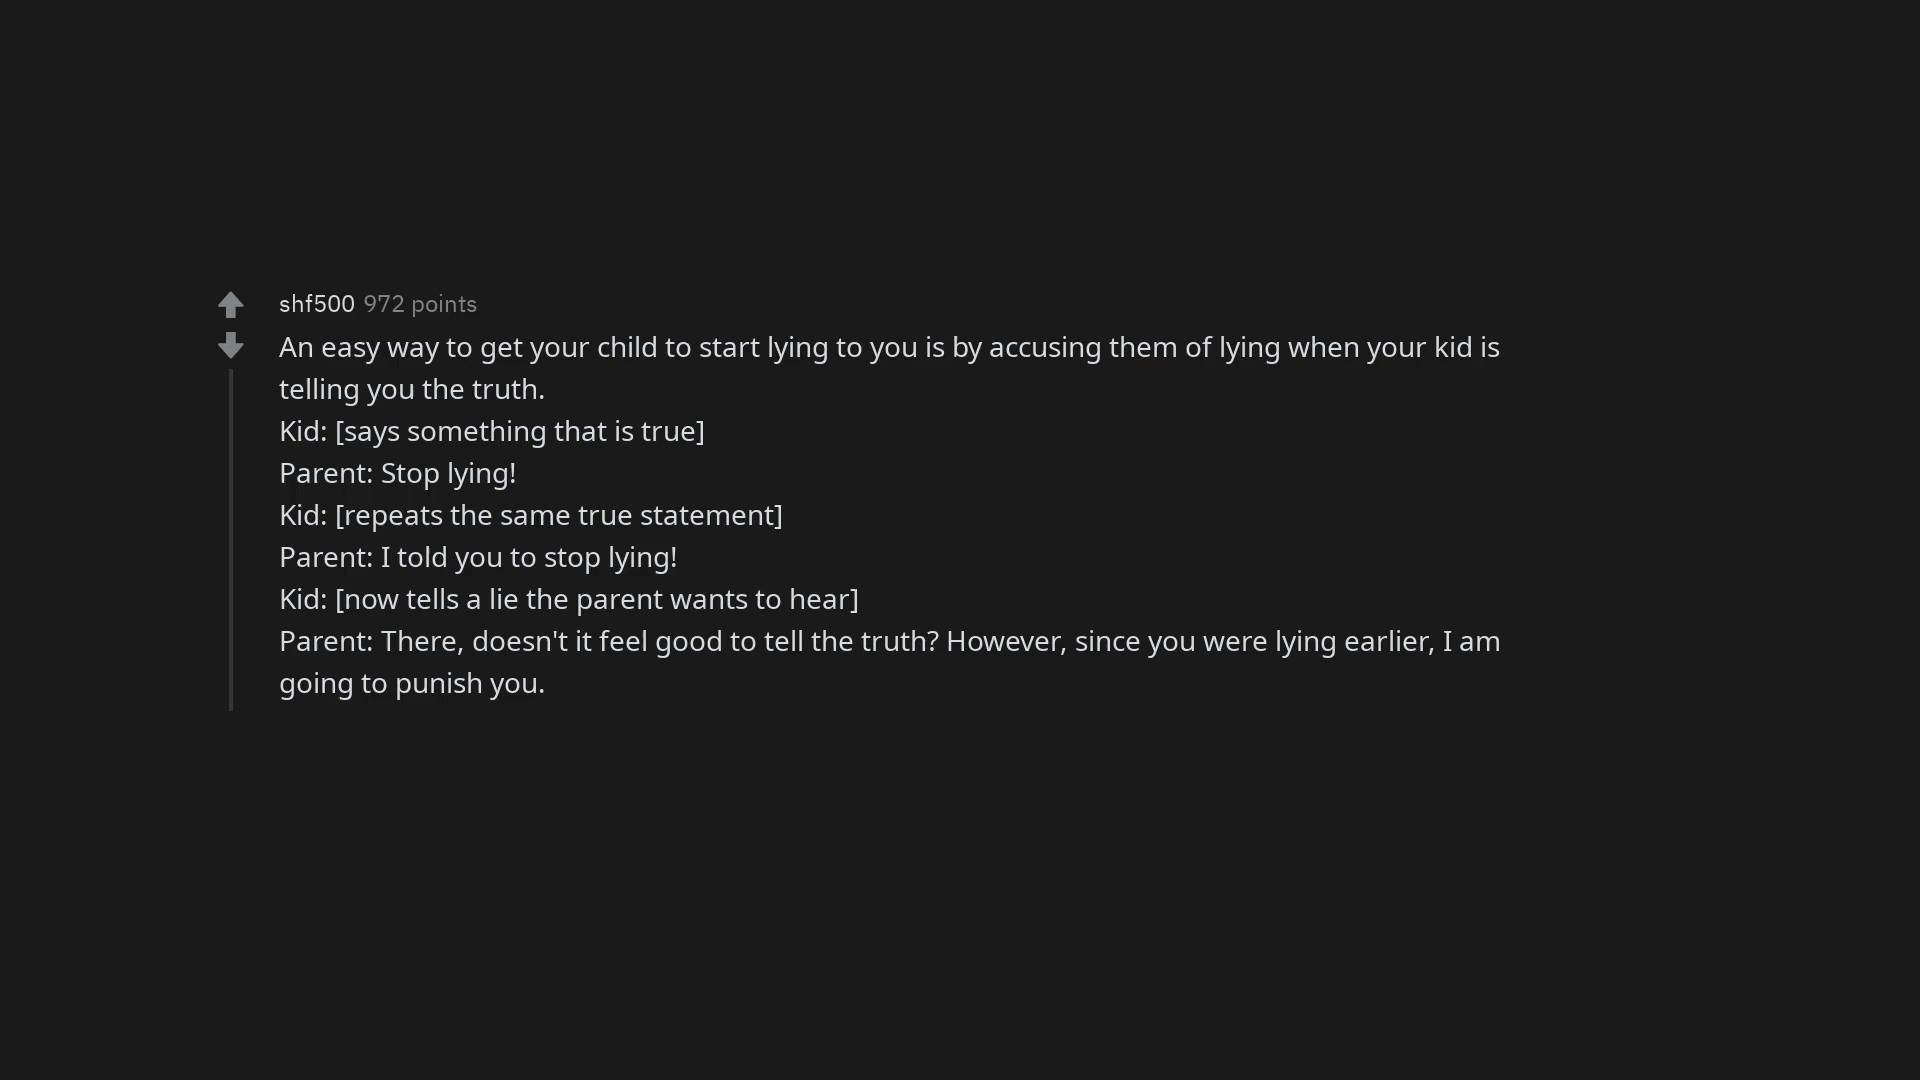 shf500 972 points
An easy way to get your child to start lying to you is by accusing them of lying when your kid is
telling you the truth.
Kid: [says something that is true]
Parent: Stop lying!
Kid: [repeats the same true statement]
Parent: I told you to stop lying!
Kid: [now tells a lie the parent wants to hear]
Parent: There, doesn't it feel good to tell the truth? However, since you were lying earlier, I am
going to punish you.